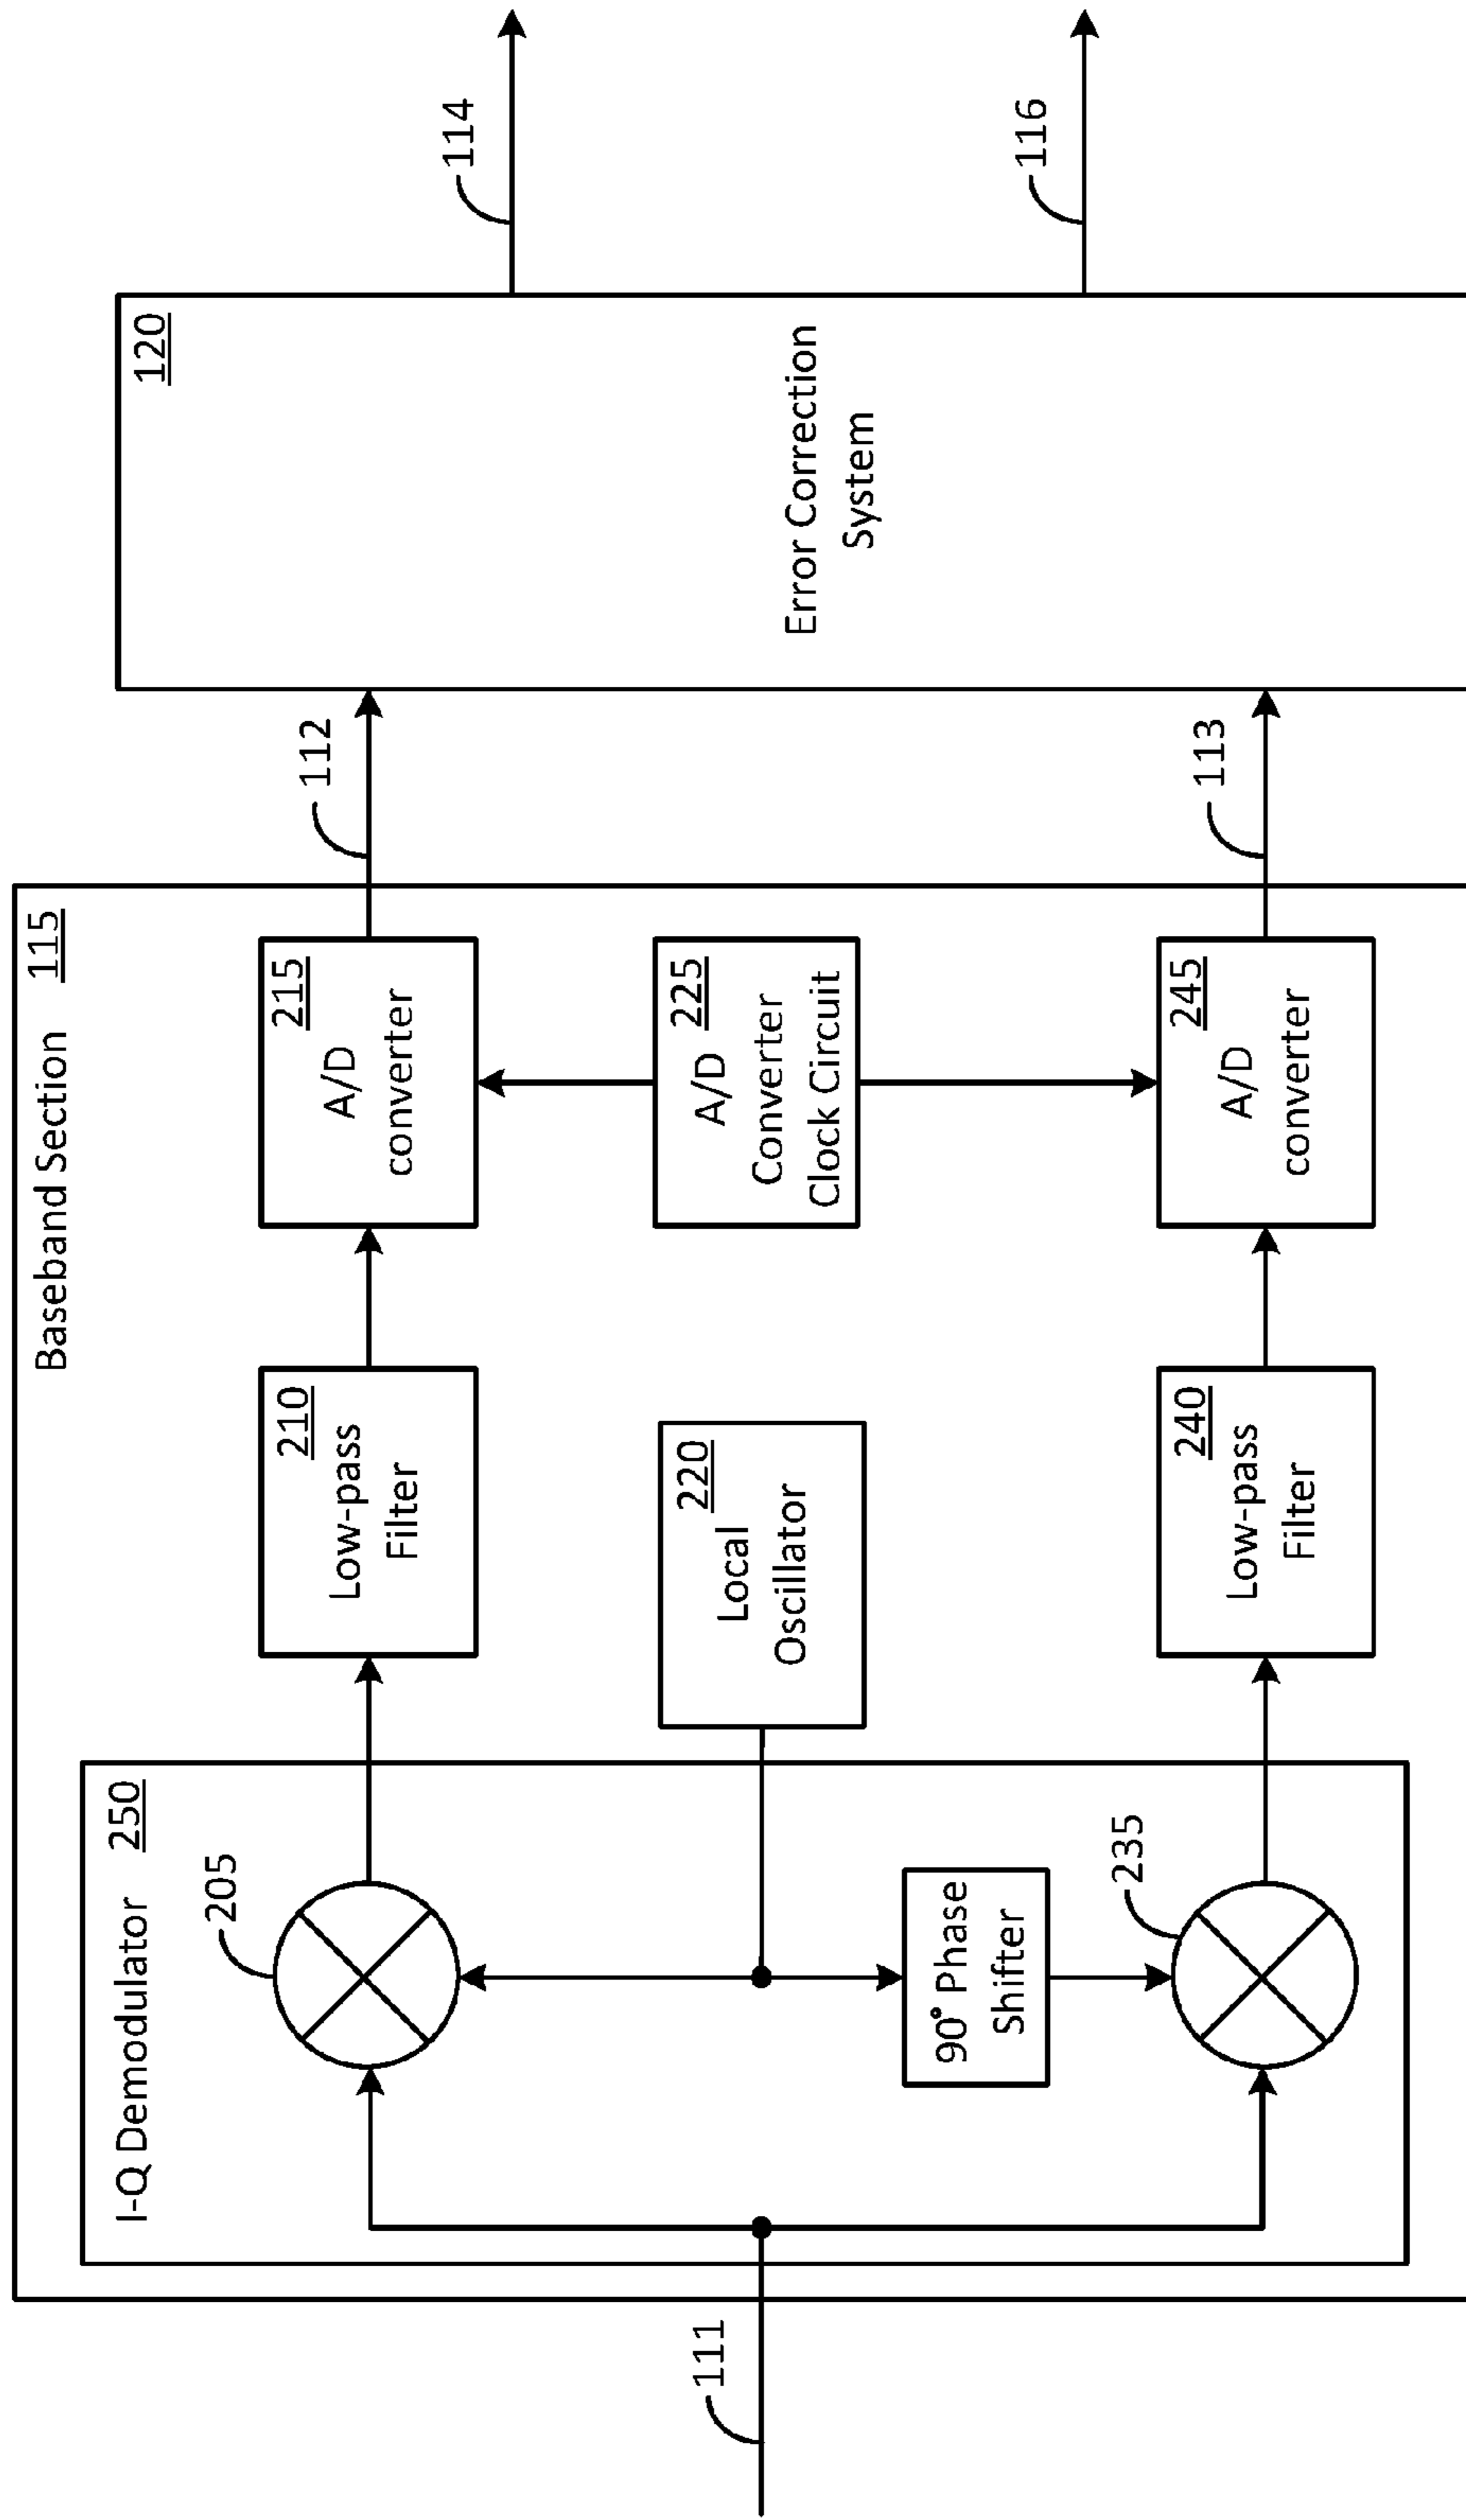 Baseband Section 115
I-Q Demodulator 250
205
Low-pass
Filter
210
A/D
converter
215
112
120
Error Correction
System
114
111
Local
Oscillator
220
A/D
Converter
Clock Circuit
225
116
90° Phase
Shifter
235
Low-pass
Filter
240
A/D
converter
245
113